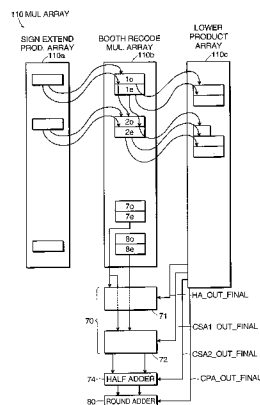 110 MUL ARRAY
SIGN EXTEND
PROD. ARRAY
110a
BOOTH RECODE
MUL. ARRAY
110b
LOWER
PRODUCT
ARRAY
110c
1o
1e
2o
2e
7o
7e
8o
8e
HA_OUT_FINAL
71
70
CSA1_OUT_FINAL
72
CSA2_OUT_FINAL
74
HALF ADDER
CPA_OUT_FINAL
80
ROUND ADDER